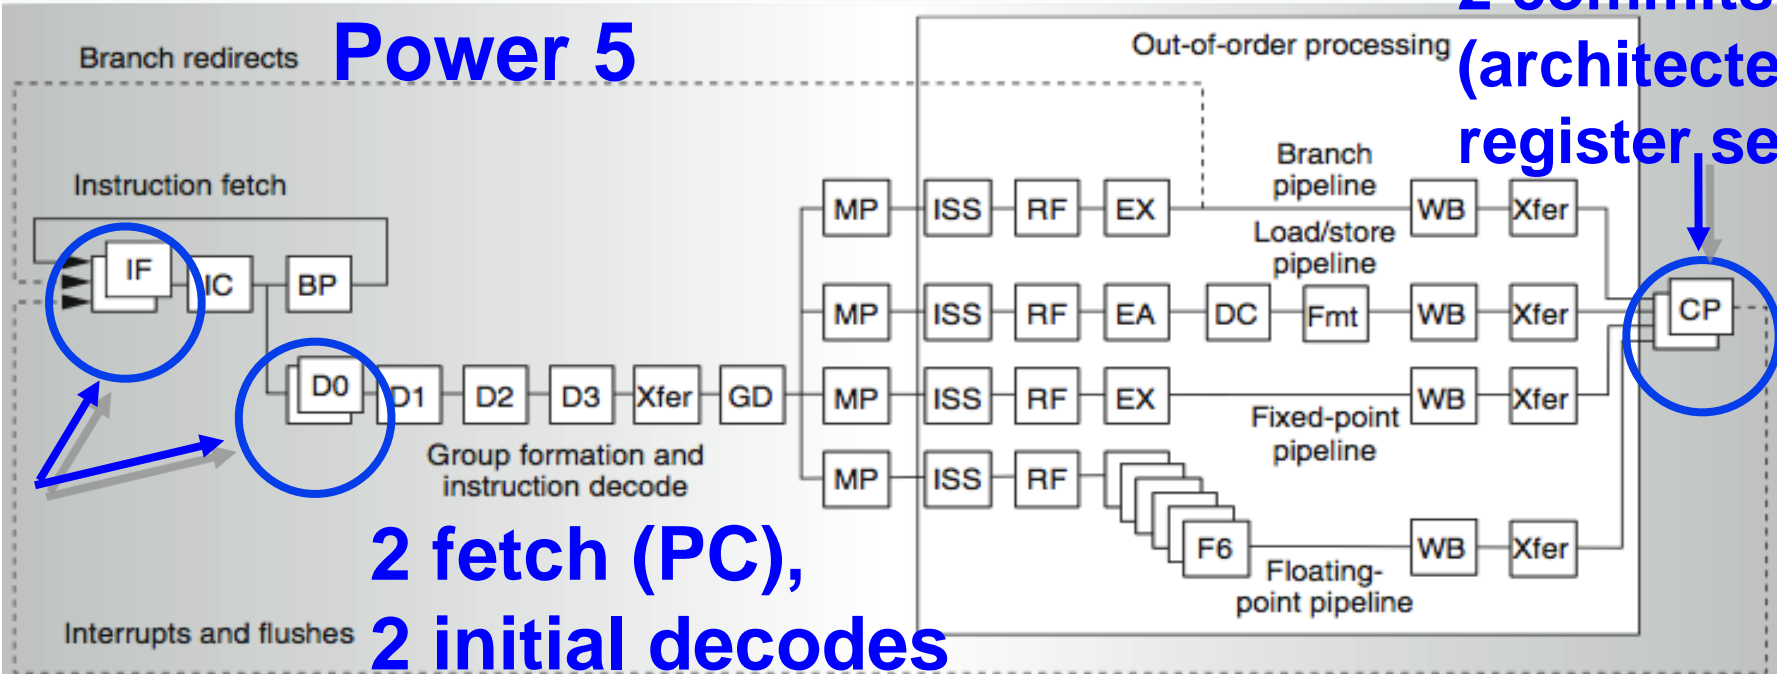 2 commits
(architecte
register se
Power 5
Branch redirects
Out-of-order processing
Instruction fetch
Branch
pipeline
MP ISS RF EX WB Xfer
Load/store
pipeline
IF IC BP
MP ISS RF EA DC Fmt WB Xfer
CP
D0 D1 D2 D3 Xfer GD
MP ISS RF EX WB Xfer
Fixed-point
pipeline
Group formation and
instruction decode
MP ISS RF
F6 WB Xfer
Floating-
point pipeline
2 fetch (PC),
2 initial decodes
Interrupts and flushes